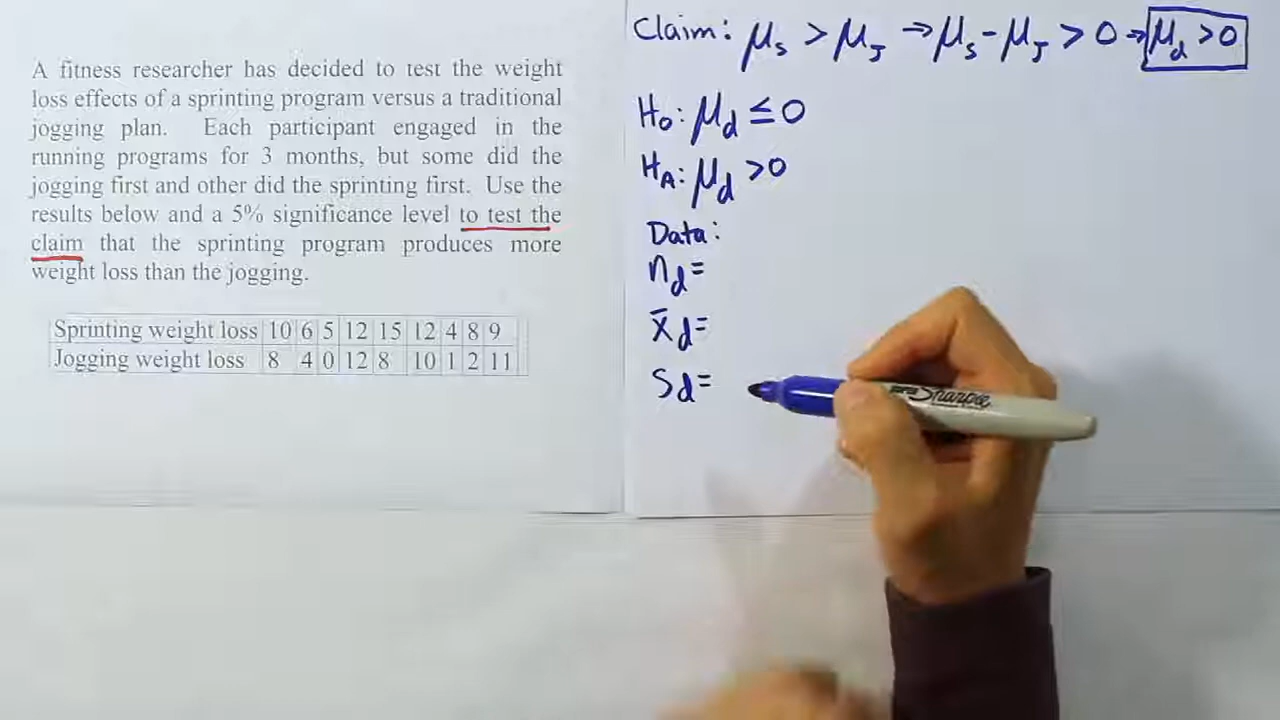 A fitness researcher has decided to test the weight
loss effects of a sprinting program versus a traditional
jogging plan. Each participant engaged in the
running programs for 3 months, but some did the
jogging first and other did the sprinting first. Use the
results below and a 5% significance level to test the
claim that the sprinting program produces more
weight loss than the jogging.
Sprinting weight loss 10 6 5 12 15 12 4 8 9
Jogging weight loss 8 4 0 12 8 10 1 2 11
Claim: μs > μJ ⇒ μs - μJ > 0 ⇒ μd > 0
H₀: μd ≤ 0
HA: μd > 0
Data:
nd =
x̄d =
Sd =
Sharpie